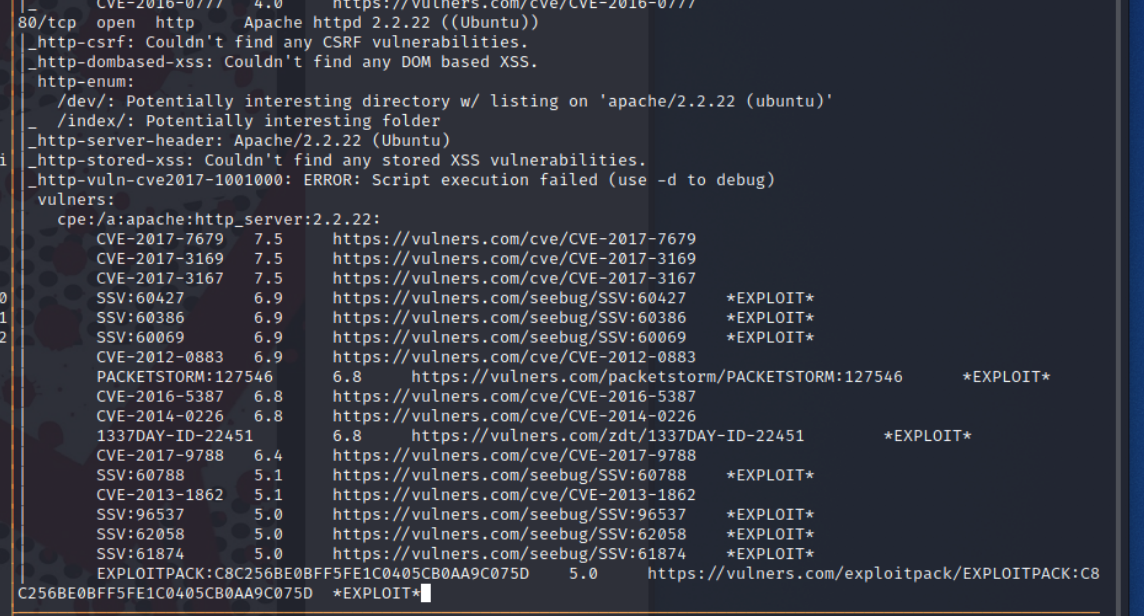 |_    CVE-2016-0777   4.0     https://vulners.com/cve/CVE-2016-0777
80/tcp  open  http    Apache httpd 2.2.22 ((Ubuntu))
|_http-csrf: Couldn't find any CSRF vulnerabilities.
|_http-dombased-xss: Couldn't find any DOM based XSS.
| http-enum:
|   /dev/: Potentially interesting directory w/ listing on 'apache/2.2.22 (ubuntu)'
|_  /index/: Potentially interesting folder
|_http-server-header: Apache/2.2.22 (Ubuntu)
i |_http-stored-xss: Couldn't find any stored XSS vulnerabilities.
|_http-vuln-cve2017-1001000: ERROR: Script execution failed (use -d to debug)
| vulners:
|   cpe:/a:apache:http_server:2.2.22:
|       CVE-2017-7679   7.5     https://vulners.com/cve/CVE-2017-7679
|       CVE-2017-3169   7.5     https://vulners.com/cve/CVE-2017-3169
|       CVE-2017-3167   7.5     https://vulners.com/cve/CVE-2017-3167
0 |       SSV:60427       6.9     https://vulners.com/seebug/SSV:60427    *EXPLOIT*
1 |       SSV:60386       6.9     https://vulners.com/seebug/SSV:60386    *EXPLOIT*
2 |       SSV:60069       6.9     https://vulners.com/seebug/SSV:60069    *EXPLOIT*
|       CVE-2012-0883   6.9     https://vulners.com/cve/CVE-2012-0883
|       PACKETSTORM:127546      6.8     https://vulners.com/packetstorm/PACKETSTORM:127546      *EXPLOIT*
|       CVE-2016-5387   6.8     https://vulners.com/cve/CVE-2016-5387
|       CVE-2014-0226   6.8     https://vulners.com/cve/CVE-2014-0226
|       1337DAY-ID-22451        6.8     https://vulners.com/zdt/1337DAY-ID-22451        *EXPLOIT*
|       CVE-2017-9788   6.4     https://vulners.com/cve/CVE-2017-9788
|       SSV:60788       5.1     https://vulners.com/seebug/SSV:60788    *EXPLOIT*
|       CVE-2013-1862   5.1     https://vulners.com/cve/CVE-2013-1862
|       SSV:96537       5.0     https://vulners.com/seebug/SSV:96537    *EXPLOIT*
|       SSV:62058       5.0     https://vulners.com/seebug/SSV:62058    *EXPLOIT*
|       SSV:61874       5.0     https://vulners.com/seebug/SSV:61874    *EXPLOIT*
|       EXPLOITPACK:C8C256BE0BFF5FE1C0405CB0AA9C075D    5.0     https://vulners.com/exploitpack/EXPLOITPACK:C8
C256BE0BFF5FE1C0405CB0AA9C075D  *EXPLOIT*